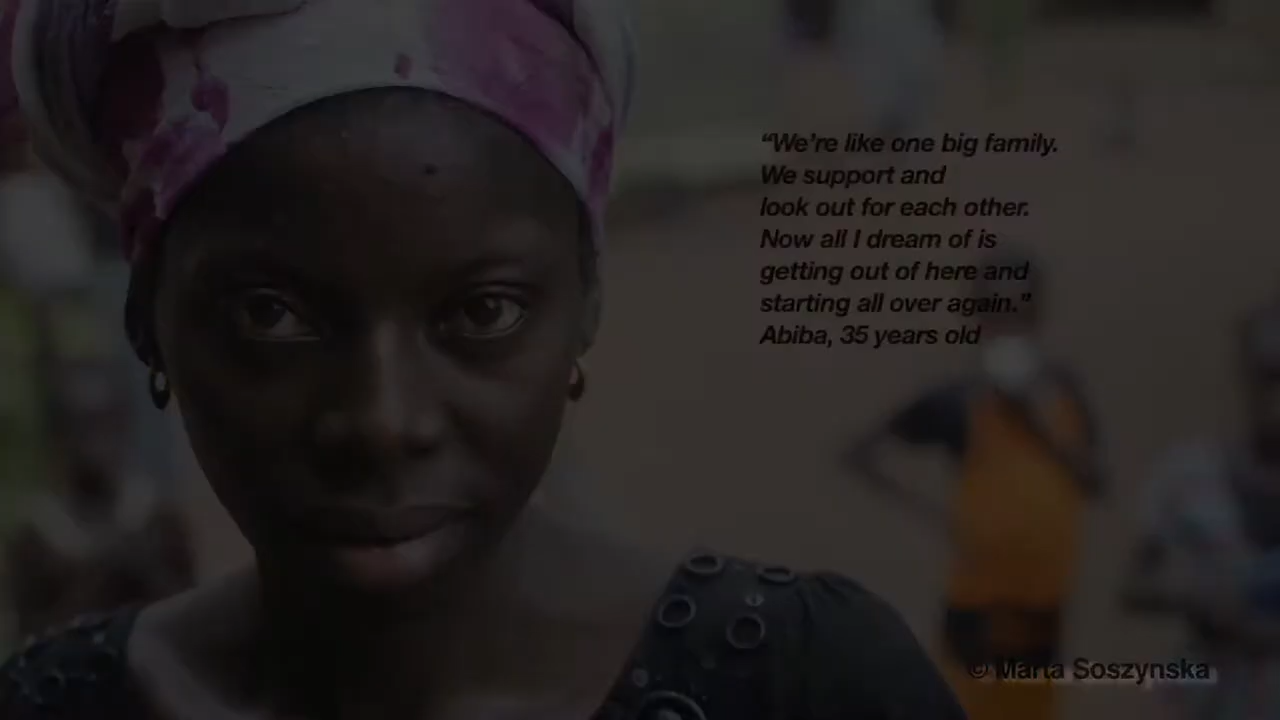 “We’re like one big family.
We support and
look out for each other.
Now all I dream of is
getting out of here and
starting all over again.”
Abiba, 35 years old
© Marta Soszynska